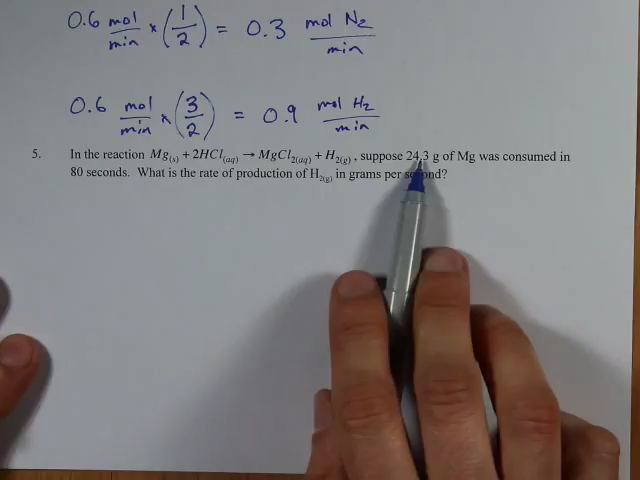 0.6 mol/min × (1/2) = 0.3 mol N₂/min
0.6 mol/min × (3/2) = 0.9 mol H₂/min
5. In the reaction Mg(s) + 2HCl(aq) → MgCl2(aq) + H2(g) , suppose 24.3 g of Mg was consumed in
80 seconds. What is the rate of production of H2(g) in grams per second?